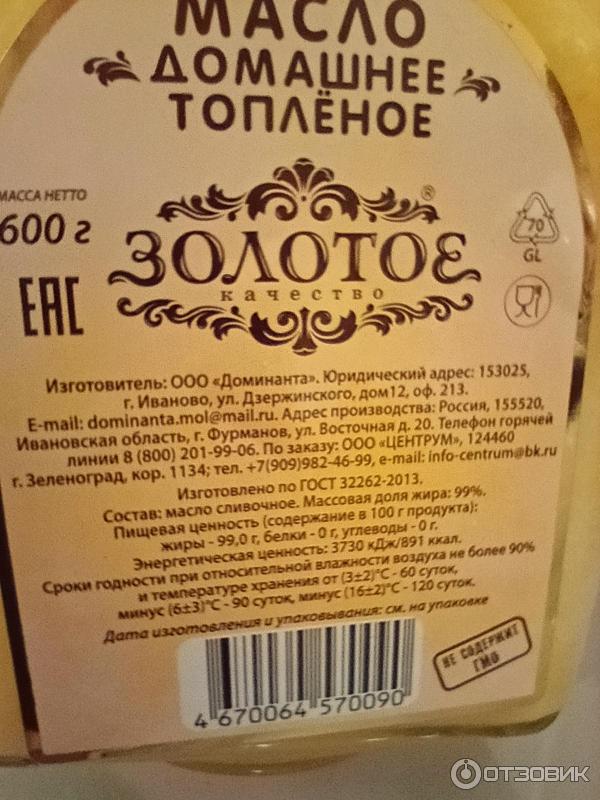 МАСЛО
ДОМАШНЕЕ
ТОПЛЁНОЕ
МАССА НЕТТО
600 г
ЗОЛОТОЕ ®
качество
EAC
70
GL
Изготовитель: ООО «Доминанта». Юридический адрес: 153025,
г. Иваново, ул. Дзержинского, дом12, оф. 213.
E-mail: dominanta.mol@mail.ru. Адрес производства: Россия, 155520,
Ивановская область, г. Фурманов, ул. Восточная д. 20. Телефон горячей
линии 8 (800) 201-99-06. По заказу: ООО «ЦЕНТРУМ», 124460
г. Зеленоград, кор. 1134; тел. +7(909)982-46-99, e-mail: info-centrum@bk.ru
Изготовлено по ГОСТ 32262-2013.
Состав: масло сливочное. Массовая доля жира: 99%.
Пищевая ценность (содержание в 100 г продукта):
жиры - 99,0 г, белки - 0 г, углеводы - 0 г.
Энергетическая ценность: 3730 кДж/891 ккал.
Сроки годности при относительной влажности воздуха не более 90%
и температуре хранения от (3±2)°С - 60 суток,
минус (6±3)°С - 90 суток, минус (16±2)°С - 120 суток.
Дата изготовления и упаковывания: см. на упаковке
НЕ СОДЕРЖИТ
ГМО
4 670064 570090
ОТЗОВИК